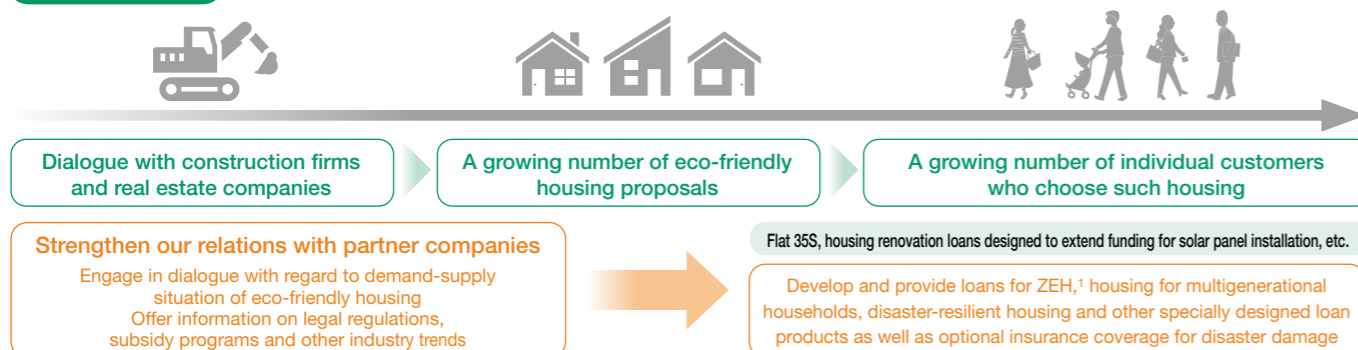 Dialogue with construction firms
and real estate companies
A growing number of eco-friendly
housing proposals
A growing number of individual customers
who choose such housing
Strengthen our relations with partner companies
Engage in dialogue with regard to demand-supply
situation of eco-friendly housing
Offer information on legal regulations,
subsidy programs and other industry trends
Flat 35S, housing renovation loans designed to extend funding for solar panel installation, etc.
Develop and provide loans for ZEH,¹ housing for multigenerational
households, disaster-resilient housing and other specially designed loan
products as well as optional insurance coverage for disaster damage